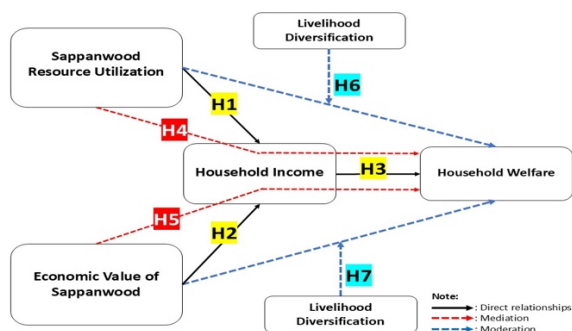 Livelihood
Diversification
Sappanwood
Resource Utilization
H1
H6
H4
Household Income
H3
Household Welfare
H5
H2
Economic Value of
Sappanwood
H7
Livelihood
Diversification
Note:
: Direct relationships
: Mediation
: Moderation